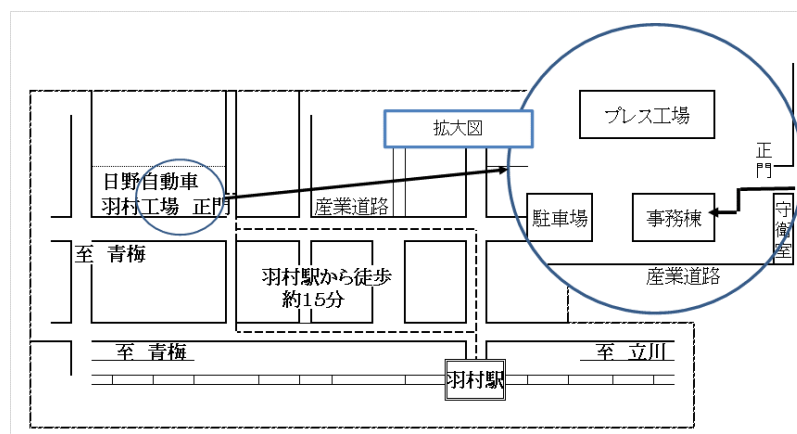 拡大図
プレス工場
正門
日野自動車
羽村工場 正門
産業道路
駐車場
事務棟
守衛室
至 青梅
産業道路
羽村駅から徒歩
約15分
至 青梅
至 立川
羽村駅